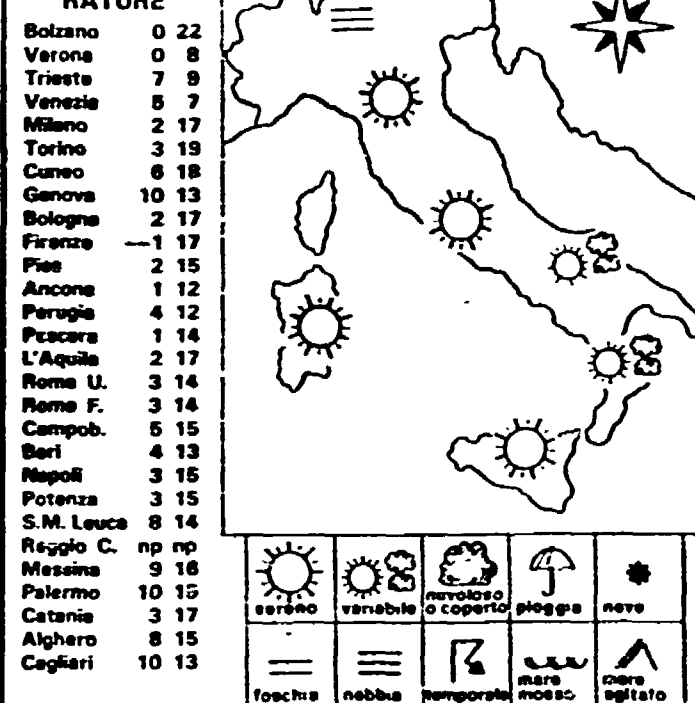 RATURE
Bolzano 0 22
Verona 0 8
Trieste 7 9
Venezia 5 7
Milano 2 17
Torino 3 19
Cuneo 6 18
Genova 10 13
Bologna 2 17
Firenze —1 17
Pisa 2 15
Ancona 1 12
Perugia 4 12
Pescara 1 14
L'Aquila 2 17
Roma U. 3 14
Roma F. 3 14
Campob. 5 15
Bari 4 13
Napoli 3 15
Potenza 3 15
S.M. Leuca 8 14
Reggio C. np np
Messina 9 16
Palermo 10 15
Catania 3 17
Alghero 8 15
Cagliari 10 13
sereno
variabile
nuvoloso
o coperto
pioggia
neve
foschia
nebbia
temporale
mare
mosso
mare
agitato